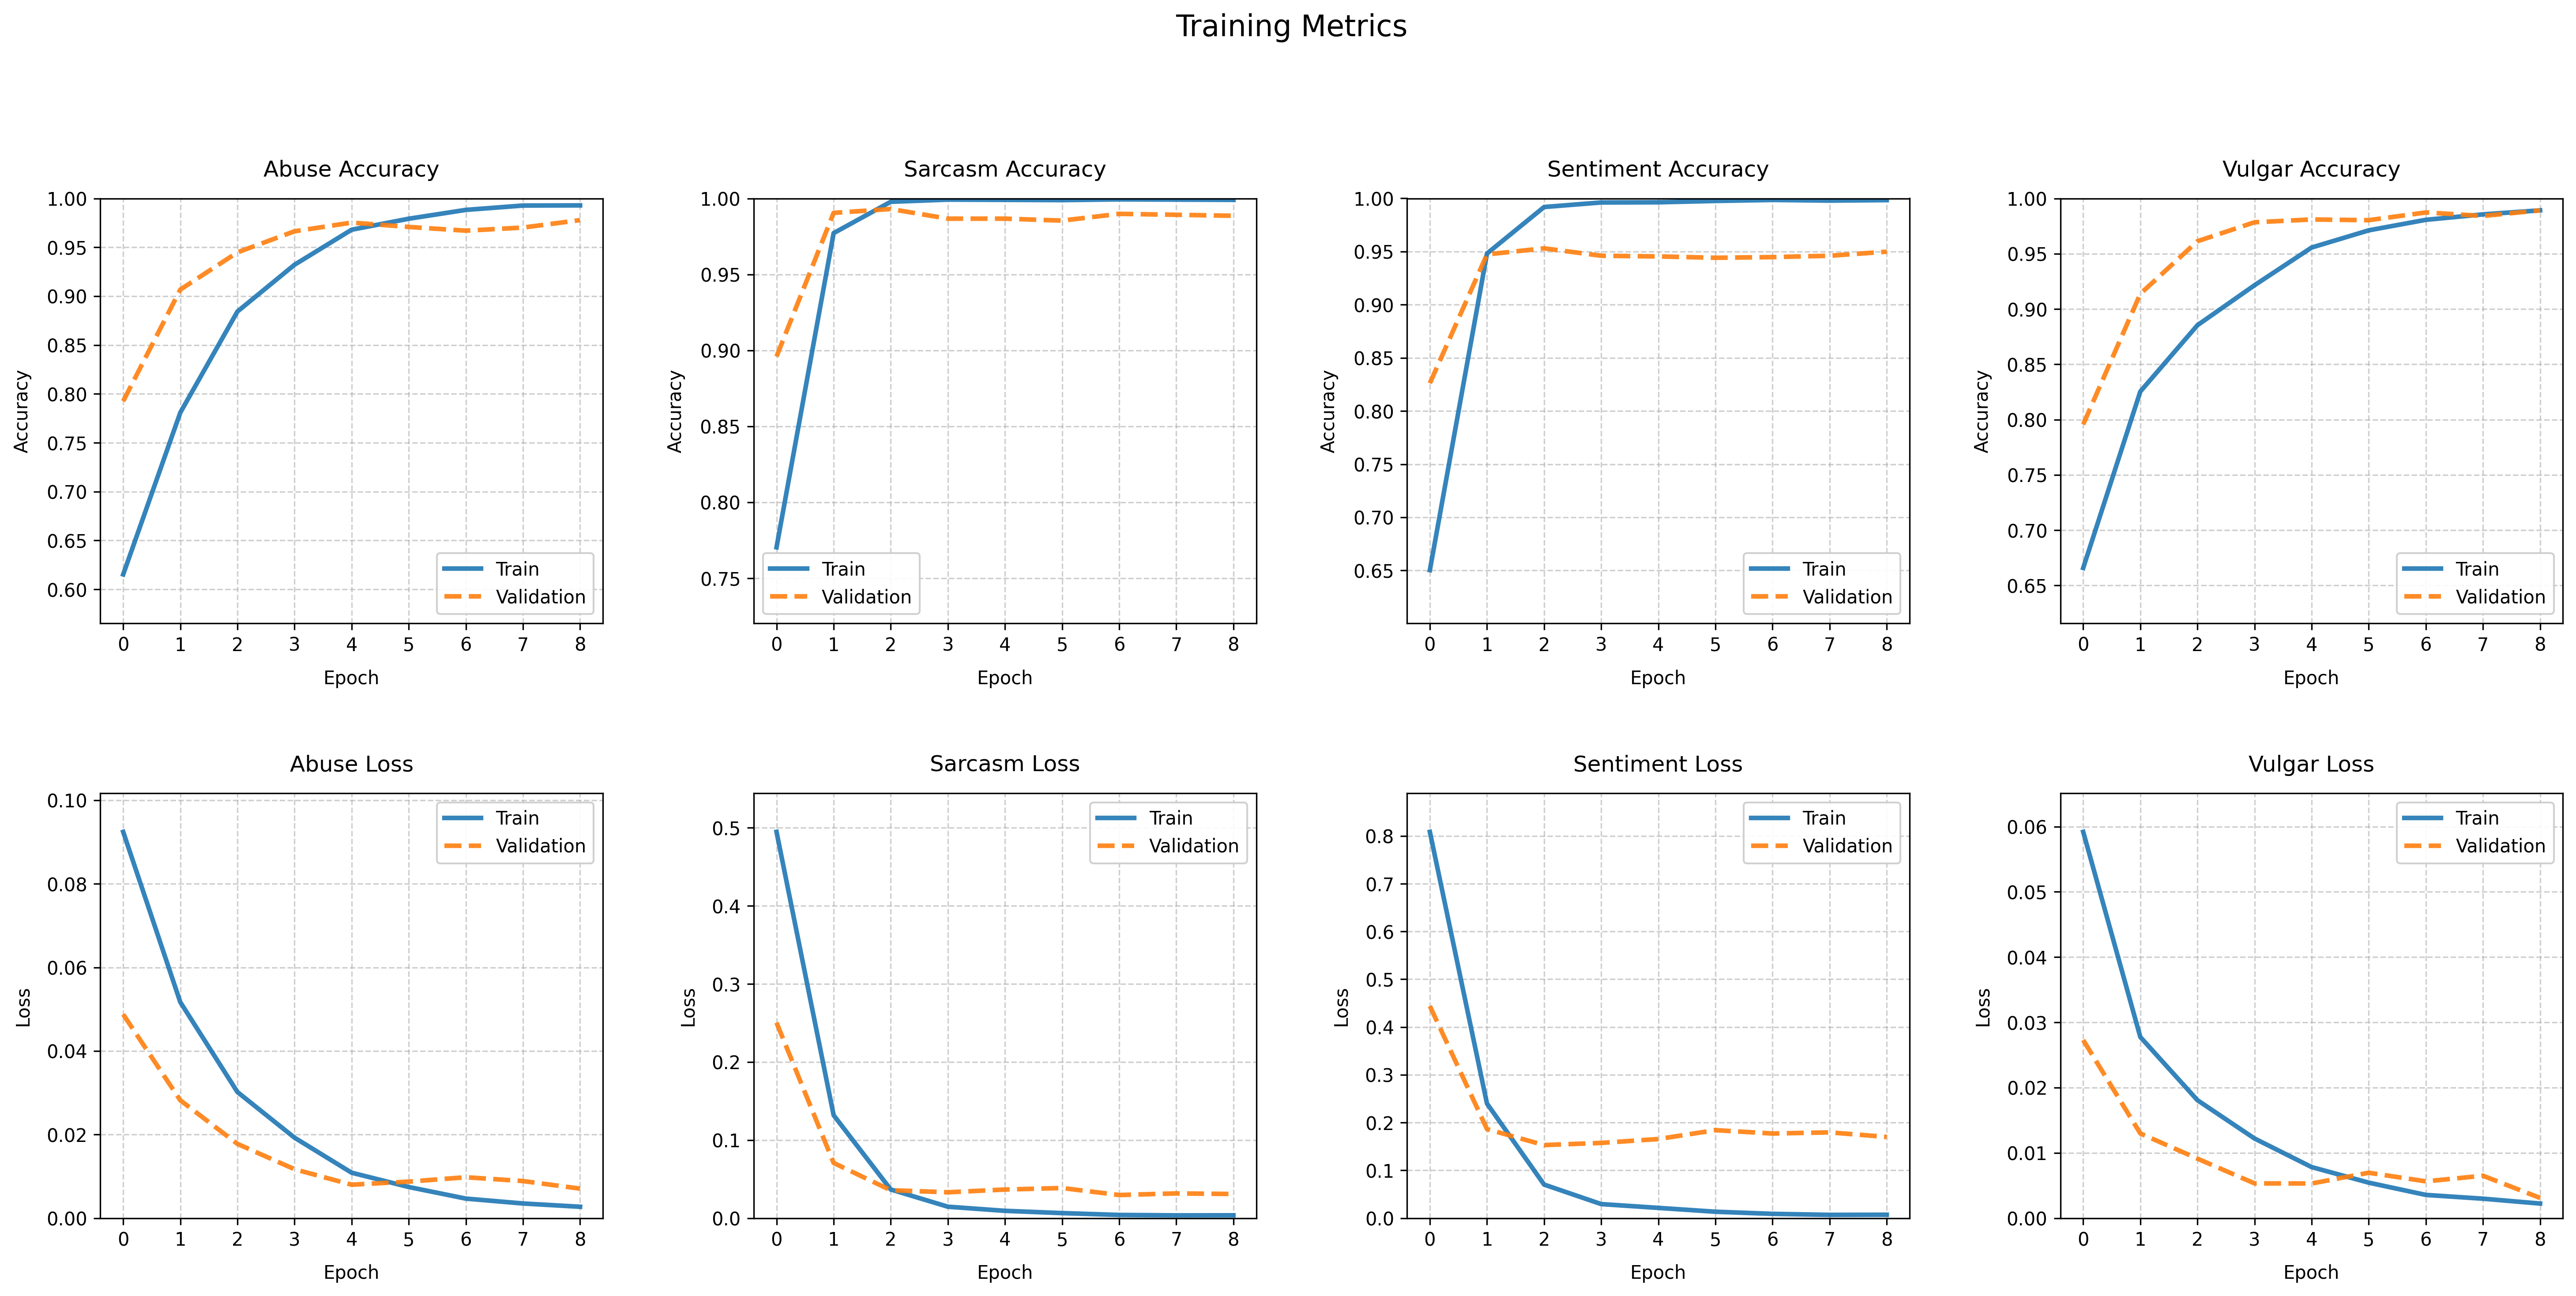 Training Metrics
Abuse Accuracy
Accuracy
1.00
0.95
0.90
0.85
0.80
0.75
0.70
0.65
0.60
Train
Validation
0 1 2 3 4 5 6 7 8
Epoch
Sarcasm Accuracy
Accuracy
1.00
0.95
0.90
0.85
0.80
0.75
Train
Validation
0 1 2 3 4 5 6 7 8
Epoch
Sentiment Accuracy
Accuracy
1.00
0.95
0.90
0.85
0.80
0.75
0.70
0.65
Train
Validation
0 1 2 3 4 5 6 7 8
Epoch
Vulgar Accuracy
Accuracy
1.00
0.95
0.90
0.85
0.80
0.75
0.70
0.65
Train
Validation
0 1 2 3 4 5 6 7 8
Epoch
Abuse Loss
Loss
0.10
0.08
0.06
0.04
0.02
0.00
Train
Validation
0 1 2 3 4 5 6 7 8
Epoch
Sarcasm Loss
Loss
0.5
0.4
0.3
0.2
0.1
0.0
Train
Validation
0 1 2 3 4 5 6 7 8
Epoch
Sentiment Loss
Loss
0.8
0.7
0.6
0.5
0.4
0.3
0.2
0.1
0.0
Train
Validation
0 1 2 3 4 5 6 7 8
Epoch
Vulgar Loss
Loss
0.06
0.05
0.04
0.03
0.02
0.01
0.00
Train
Validation
0 1 2 3 4 5 6 7 8
Epoch